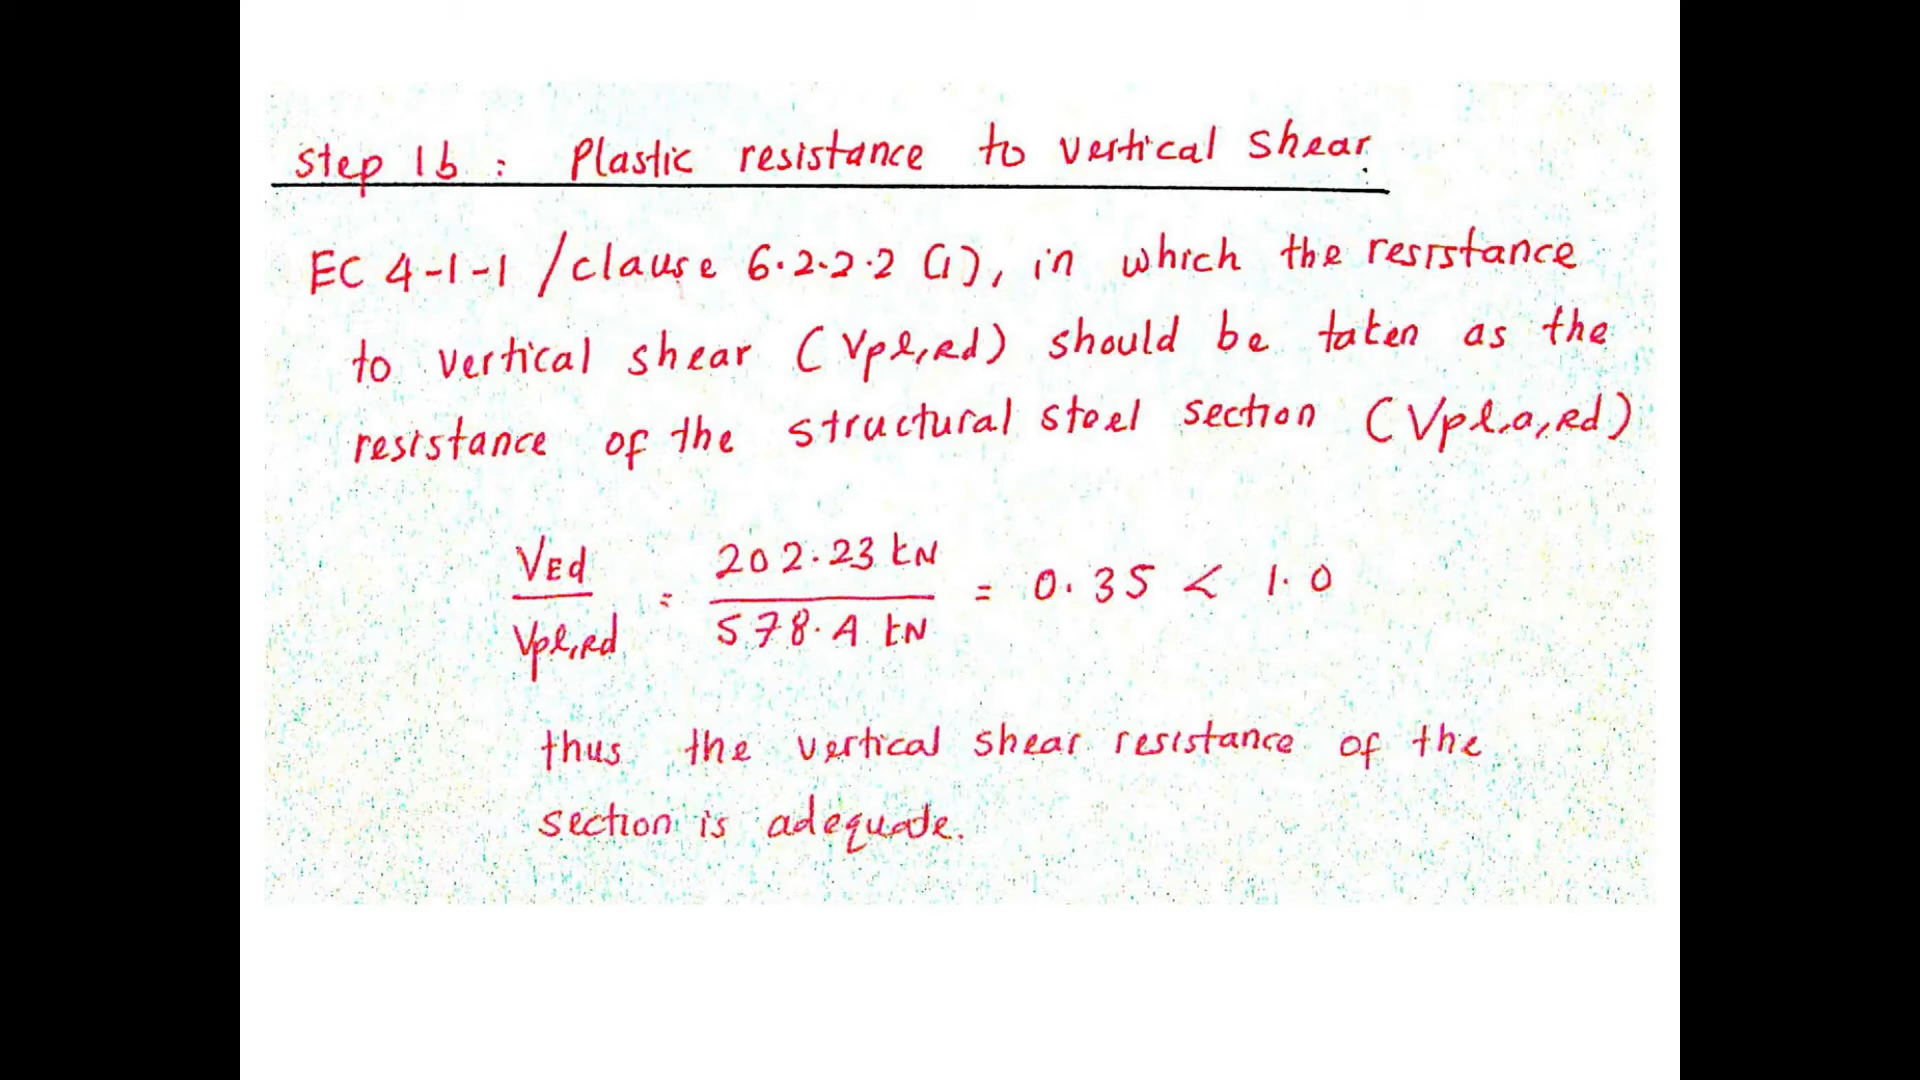 Step 1b : Plastic resistance to vertical shear.
EC 4-1-1 / clause 6.2.2.2 (1), in which the resistance
to vertical shear (Vpl,Rd) should be taken as the
resistance of the structural steel section (Vpl,a,Rd)
VEd / Vpl,Rd = 202.23 kN / 578.4 kN = 0.35 < 1.0
thus the vertical shear resistance of the
section is adequate.